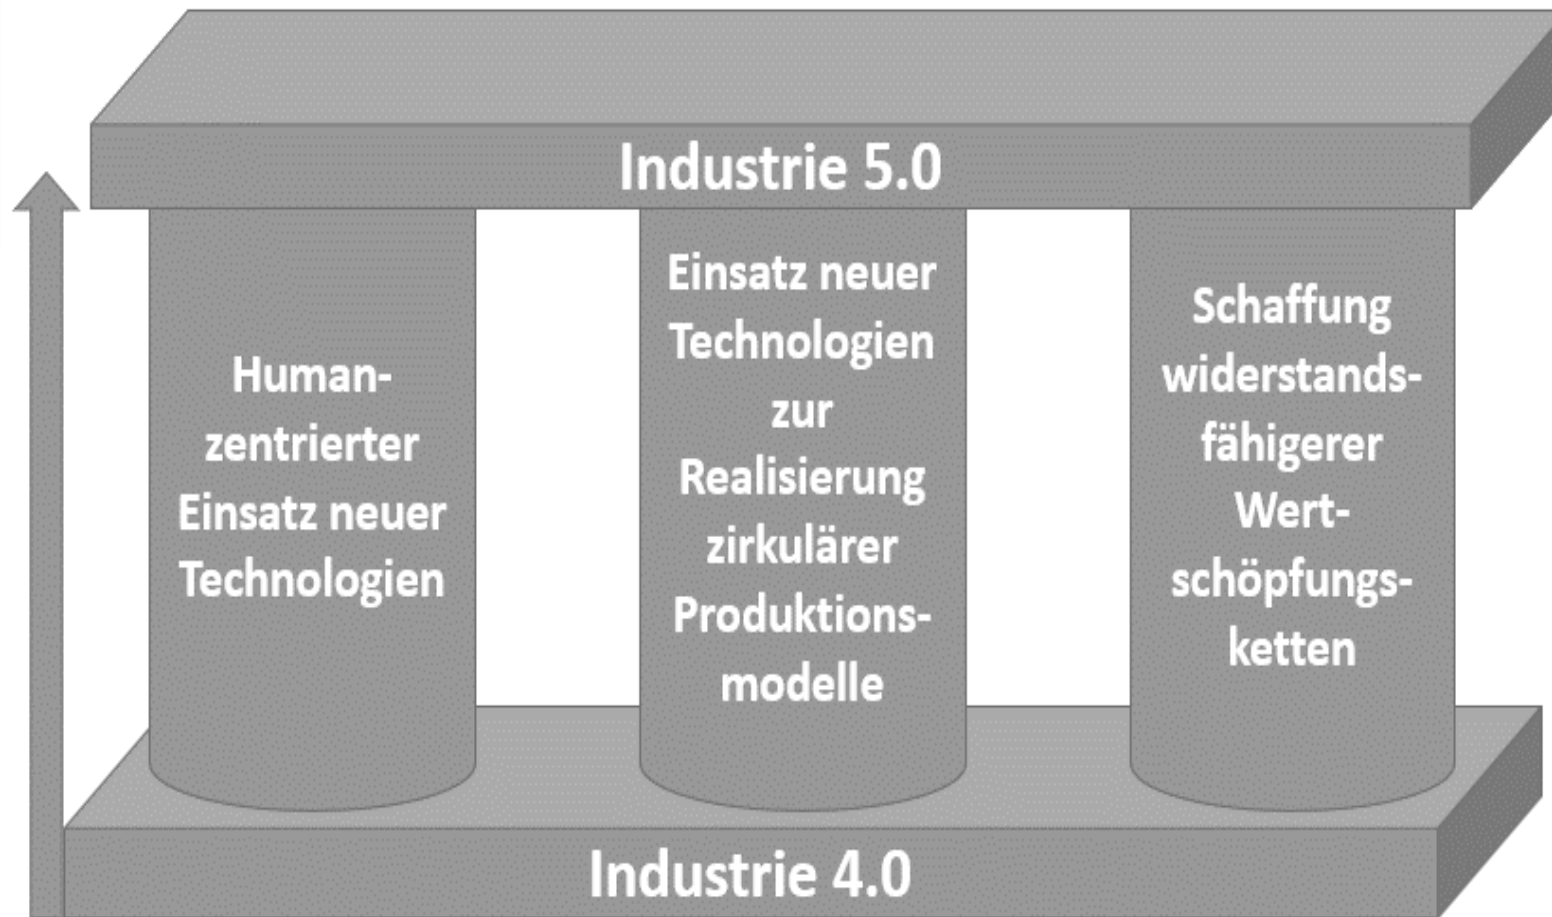 Industrie 5.0
Human-
zentrierter
Einsatz neuer
Technologien
Einsatz neuer
Technologien
zur
Realisierung
zirkulärer
Produktions-
modelle
Schaffung
widerstands-
fähigerer
Wert-
schöpfungs-
ketten
Industrie 4.0